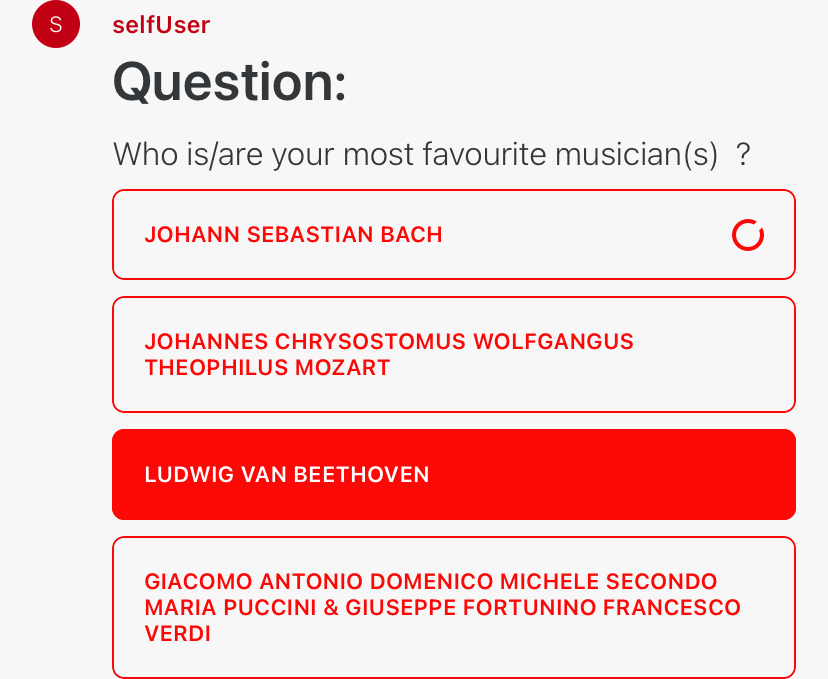 S
selfUser
Question:
Who is/are your most favourite musician(s)  ?
JOHANN SEBASTIAN BACH
JOHANNES CHRYSOSTOMUS WOLFGANGUS
THEOPHILUS MOZART
LUDWIG VAN BEETHOVEN
GIACOMO ANTONIO DOMENICO MICHELE SECONDO
MARIA PUCCINI & GIUSEPPE FORTUNINO FRANCESCO
VERDI